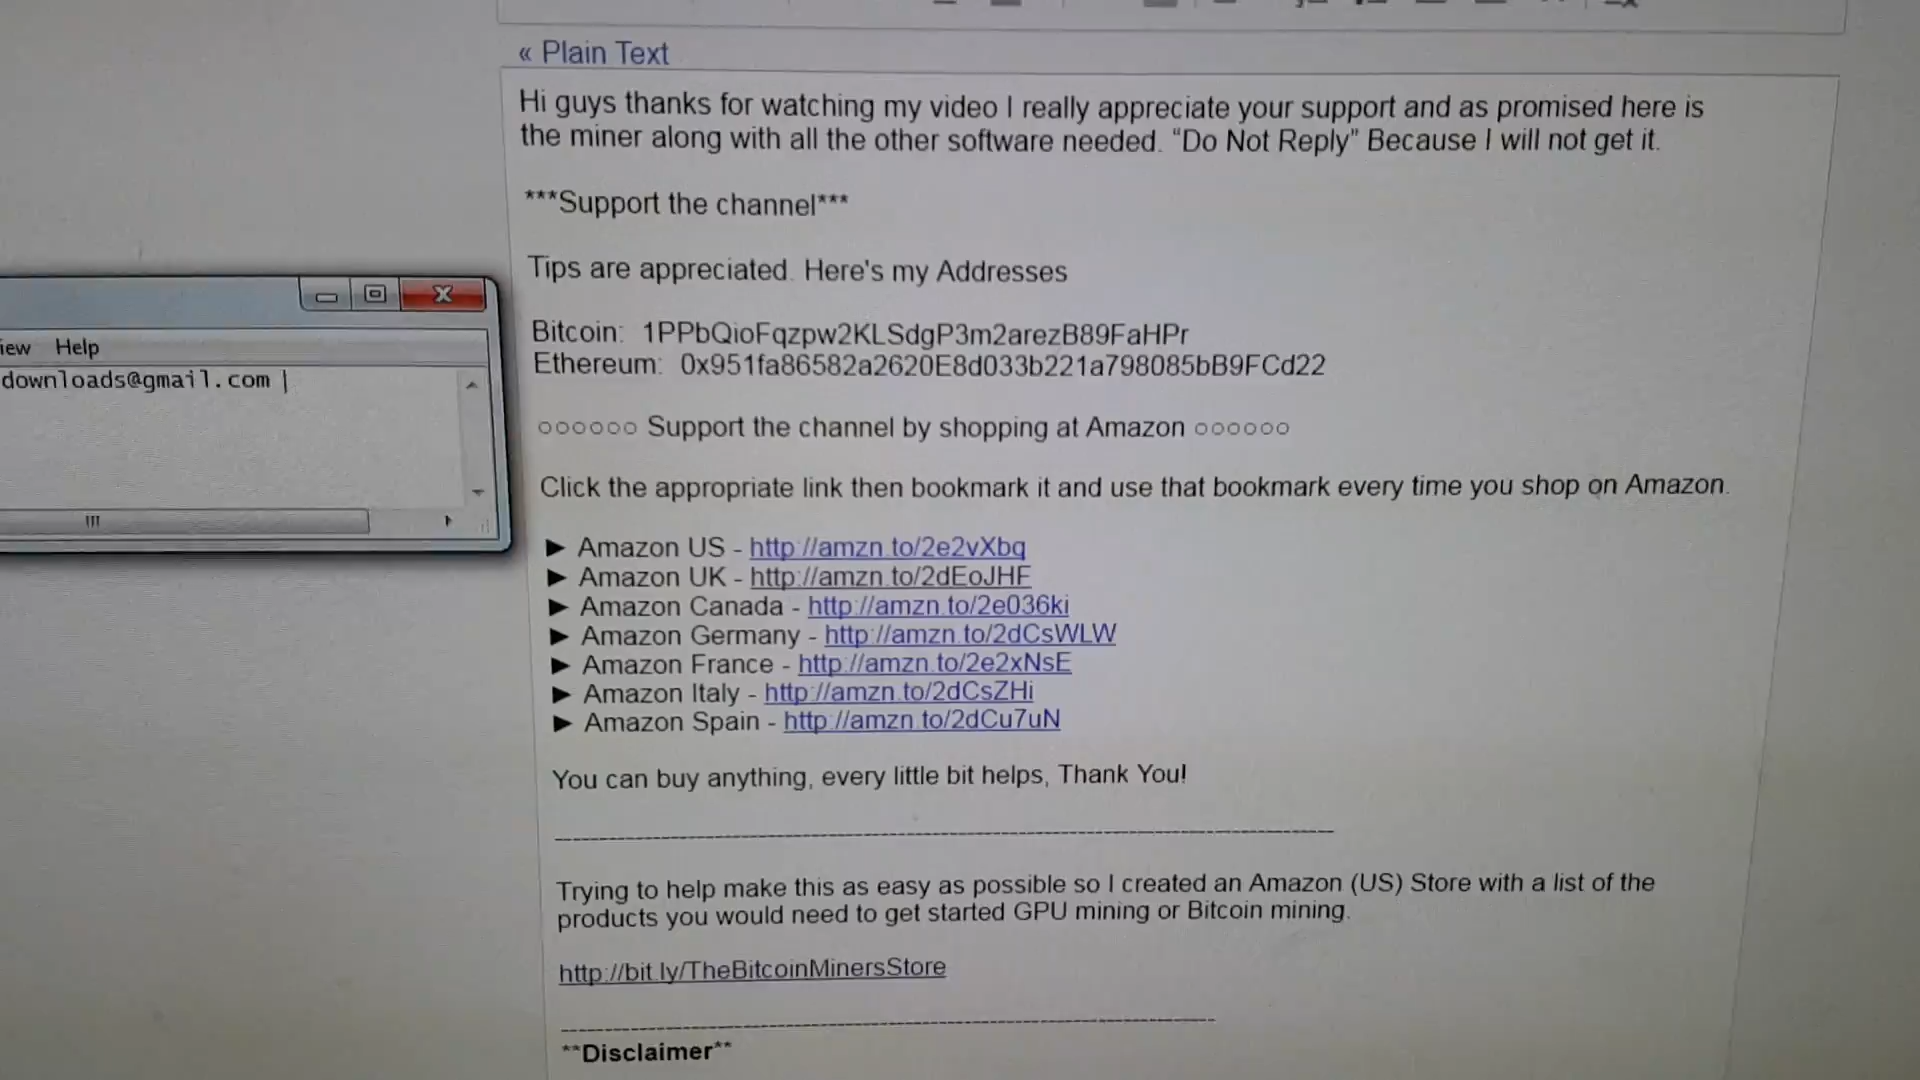 « Plain Text
Hi guys thanks for watching my video I really appreciate your support and as promised here is
the miner along with all the other software needed. "Do Not Reply" Because I will not get it.
***Support the channel***
Tips are appreciated. Here's my Addresses
Bitcoin: 1PPbQioFqzpw2KLSdgP3m2arezB89FaHPr
Ethereum: 0x951fa86582a2620E8d033b221a798085bB9FCd22
○○○○○○ Support the channel by shopping at Amazon ○○○○○○
Click the appropriate link then bookmark it and use that bookmark every time you shop on Amazon.
► Amazon US - http://amzn.to/2e2vXbq
► Amazon UK - http://amzn.to/2dEoJHF
► Amazon Canada - http://amzn.to/2e036ki
► Amazon Germany - http://amzn.to/2dCsWLW
► Amazon France - http://amzn.to/2e2xNsE
► Amazon Italy - http://amzn.to/2dCsZHi
► Amazon Spain - http://amzn.to/2dCu7uN
You can buy anything, every little bit helps, Thank You!
Trying to help make this as easy as possible so I created an Amazon (US) Store with a list of the
products you would need to get started GPU mining or Bitcoin mining.
http://bit.ly/TheBitcoinMinersStore
**Disclaimer**
iew Help
downloads@gmail.com